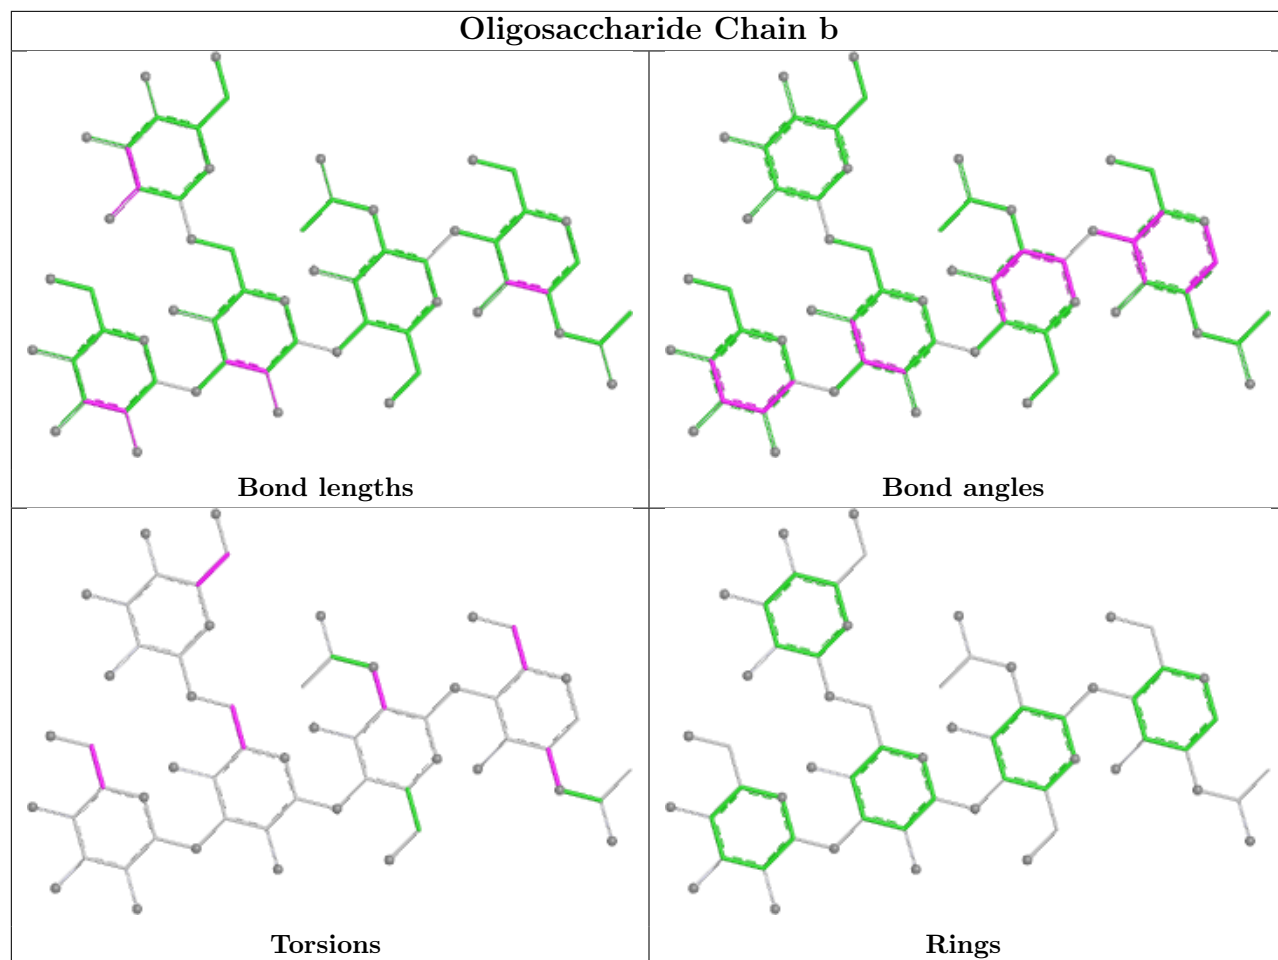 Oligosaccharide Chain b
Bond lengths
Bond angles
Torsions
Rings